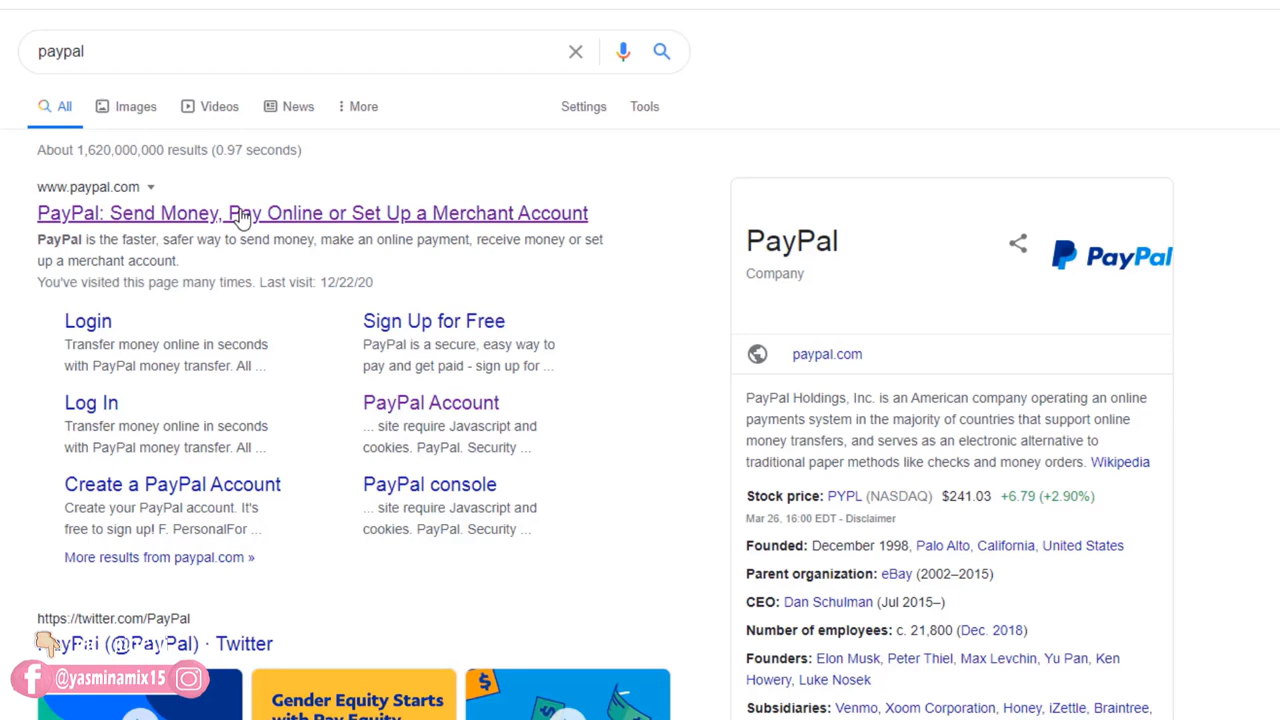 paypal
All
Images
Videos
News
More
Settings
Tools
About 1,620,000,000 results (0.97 seconds)
www.paypal.com
PayPal: Send Money, Pay Online or Set Up a Merchant Account
PayPal is the faster, safer way to send money, make an online payment, receive money or set
up a merchant account.
You've visited this page many times. Last visit: 12/22/20
Login
Transfer money online in seconds
with PayPal money transfer. All ...
Sign Up for Free
PayPal is a secure, easy way to
pay and get paid - sign up for ...
Log In
Transfer money online in seconds
with PayPal money transfer. All ...
PayPal Account
... site require Javascript and
cookies. PayPal. Security ...
Create a PayPal Account
Create your PayPal account. It's
free to sign up! F. PersonalFor ...
PayPal console
... site require Javascript and
cookies. PayPal. Security ...
More results from paypal.com »
https://twitter.com/PayPal
PayPal (@PayPal) · Twitter
@yasminamix15
Gender Equity Starts
with Pay Equity
PayPal
Company
PayPal
paypal.com
PayPal Holdings, Inc. is an American company operating an online
payments system in the majority of countries that support online
money transfers, and serves as an electronic alternative to
traditional paper methods like checks and money orders. Wikipedia
Stock price: PYPL (NASDAQ) $241.03 +6.79 (+2.90%)
Mar 26, 16:00 EDT - Disclaimer
Founded: December 1998, Palo Alto, California, United States
Parent organization: eBay (2002–2015)
CEO: Dan Schulman (Jul 2015–)
Number of employees: c. 21,800 (Dec. 2018)
Founders: Elon Musk, Peter Thiel, Max Levchin, Yu Pan, Ken
Howery, Luke Nosek
Subsidiaries: Venmo, Xoom Corporation, Honey, iZettle, Braintree,